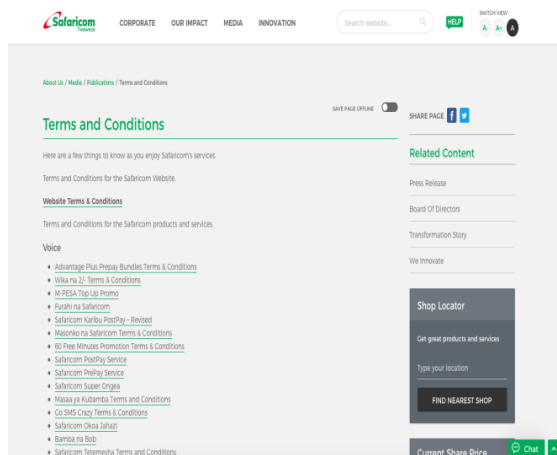 Safaricom
TWAWEZA
CORPORATE
OUR IMPACT
MEDIA
INNOVATION
Search website..
HELP
SWITCH VIEW
A- A+ A
About Us / Media / Publications / Terms and Conditions
SAVE PAGE OFFLINE
SHARE PAGE
Terms and Conditions
Here are a few things to know as you enjoy Safaricom's services.
Terms and Conditions for the Safaricom Website.
Website Terms & Conditions
Terms and Conditions for the Safaricom products and services.
Voice
Advantage Plus Prepay Bundles Terms & Conditions
Wika na 2/- Terms & Conditions
M-PESA Top Up Promo
Furahi na Safaricom
Safaricom Karibu PostPay – Revised
Masonko na Safaricom Terms & Conditions
60 Free Minutes Promotion Terms & Conditions
Safaricom PostPay Service
Safaricom PrePay Service
Safaricom Super Ongea
Masaa ya Kubamba Terms and Conditions
Go SMS Crazy Terms & Conditions
Safaricom Okoa Jahazi
Bamba na Bob
Safaricom Tetemesha Terms and Conditions
Related Content
Press Release
Board Of Directors
Transformation Story
We Innovate
Shop Locator
Get great products and services
Type your location
FIND NEAREST SHOP
Current Share Price
Chat